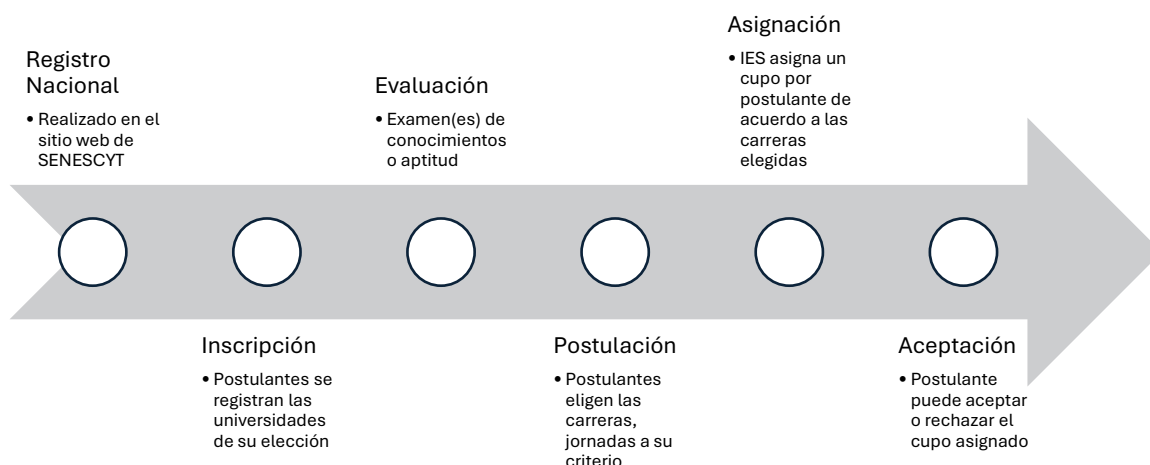 Registro
Nacional
• Realizado en el
sitio web de
SENESCYT
Inscripción
• Postulantes se
registran las
universidades
de su elección
Evaluación
• Examen(es) de
conocimientos
o aptitud
Postulación
• Postulantes
eligen las
carreras,
jornadas a su
criterio
Asignación
• IES asigna un
cupo por
postulante de
acuerdo a las
carreras
elegidas
Aceptación
• Postulante
puede aceptar
o rechazar el
cupo asignado